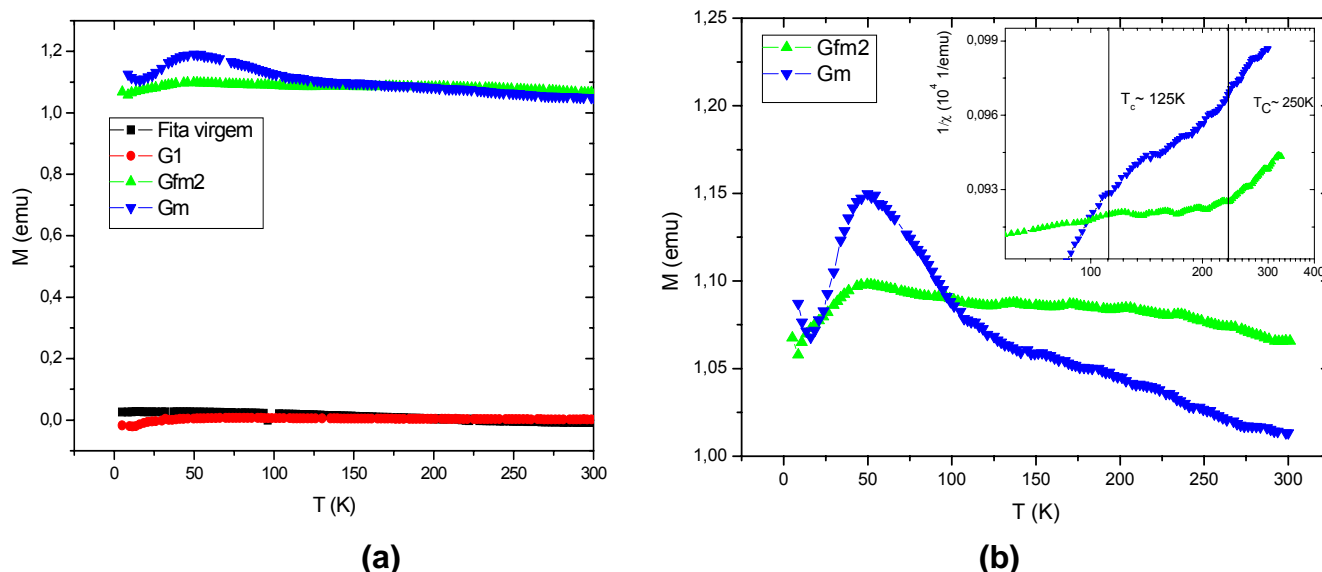 1,2
1,0
0,8
0,6
0,4
0,2
0,0
M (emu)
Fita virgem
G1
Gfm2
Gm
0 50 100 150 200 250 300
T (K)
(a)
1,25
1,20
1,15
1,10
1,05
1,00
M (emu)
Gfm2
Gm
0,099
0,096
0,093
1/χ (10^4 1/emu)
T_c~ 125K
T_C~ 250K
100 200 300 400
0 50 100 150 200 250 300
T (K)
(b)